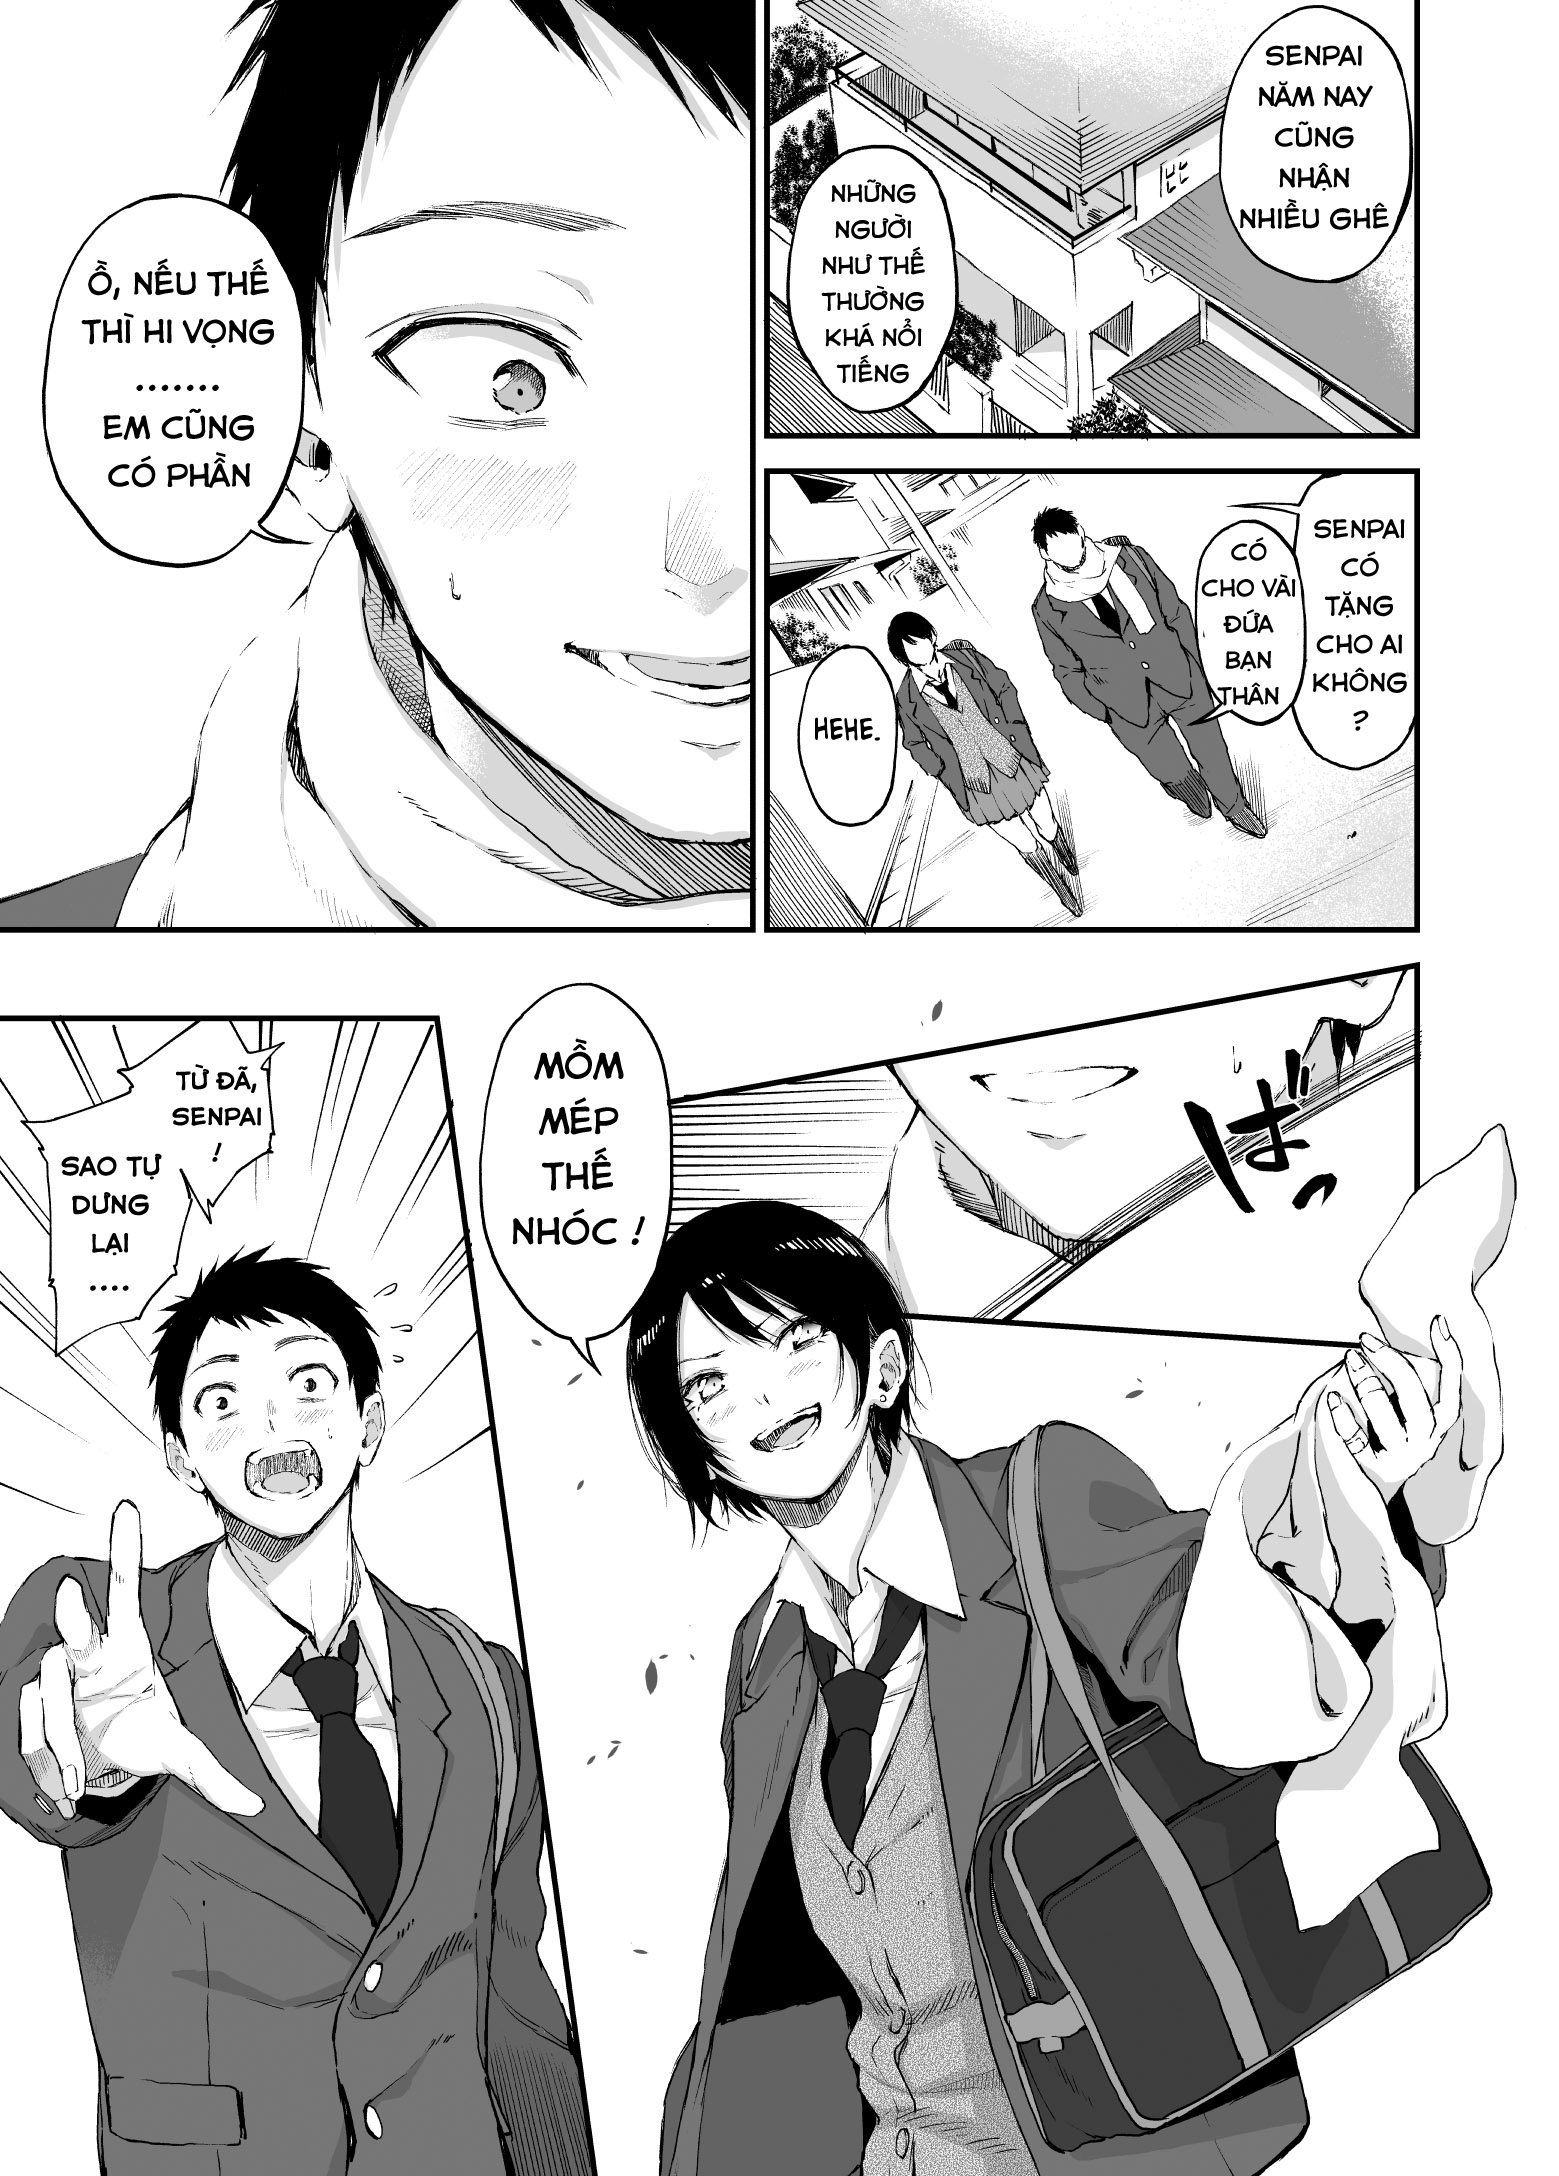 SENPAI
NĂM NAY
CŨNG
NHẬN
NHIỀU GHÊ
NHỮNG
NGƯỜI
NHƯ THẾ
THƯỜNG
KHÁ NỔI
TIẾNG
SENPAI
CÓ
TẶNG
CHO AI
KHÔNG
?
CÓ
CHO VÀI
ĐỨA
BẠN
THÂN
HEHE.
Ồ, NẾU THẾ
THÌ HI VỌNG
.......
EM CŨNG
CÓ PHẦN
ばっ
MỒM
MÉP
THẾ
NHÓC !
TỪ ĐÃ,
SENPAI
!
SAO TỰ
DƯNG
LẠI
....